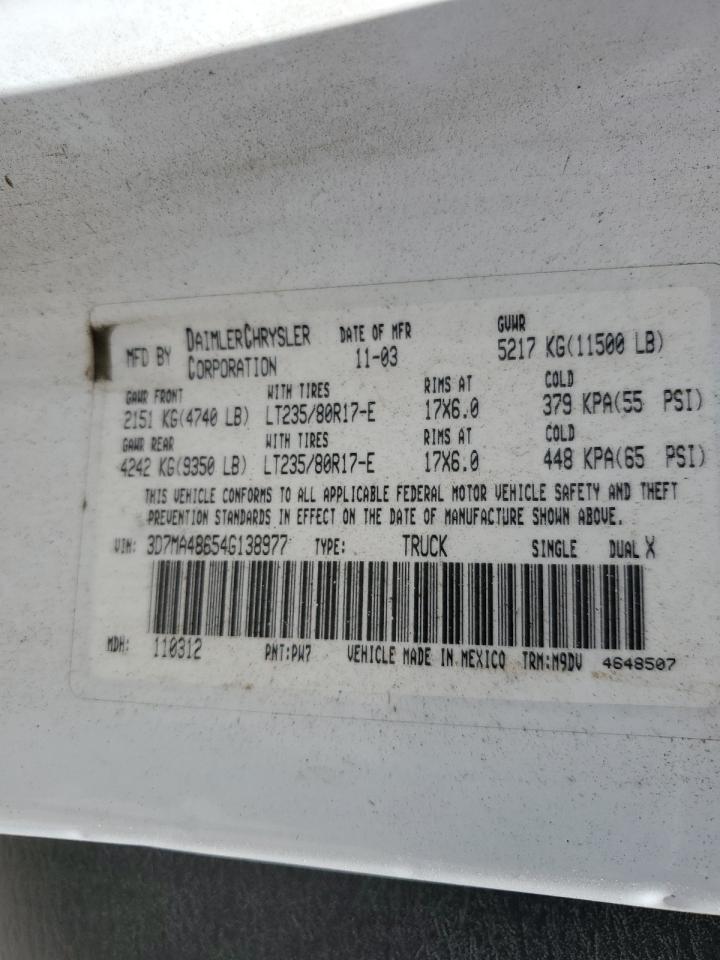 MFD BY DAIMLERCHRYSLER CORPORATION DATE OF MFR 11-03 GVWR 5217 KG(11500 LB)
GAWR FRONT WITH TIRES RIMS AT COLD
2151 KG(4740 LB) LT235/80R17-E 17X6.0 379 KPA(55 PSI)
GAWR REAR WITH TIRES RIMS AT COLD
4242 KG(9350 LB) LT235/80R17-E 17X6.0 448 KPA(65 PSI)
THIS VEHICLE CONFORMS TO ALL APPLICABLE FEDERAL MOTOR VEHICLE SAFETY AND THEFT
PREVENTION STANDARDS IN EFFECT ON THE DATE OF MANUFACTURE SHOWN ABOVE.
VIN: 3D7MA48654G138977 TYPE: TRUCK SINGLE DUAL X
MDH: 110312 PNT:PW7 VEHICLE MADE IN MEXICO TRM:M9DV 4648507